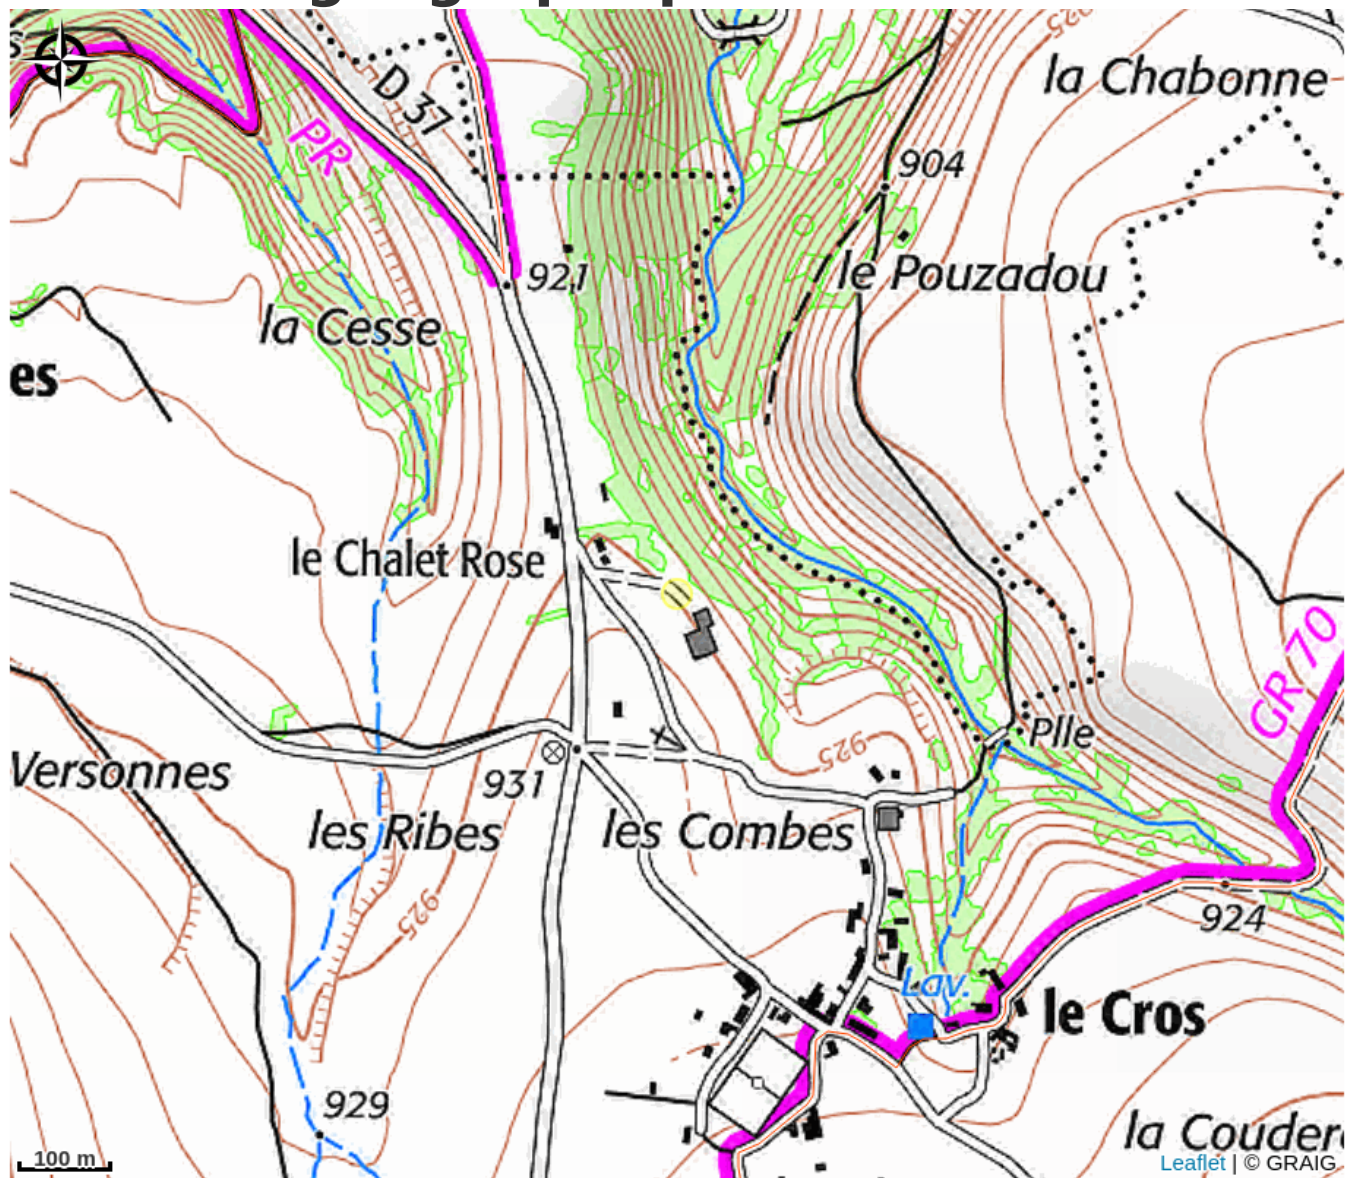 la Chabonne
D 37
PR
904
le Pouzadou
921
la Cesse
es
le Chalet Rose
GR 70
Plle
925
925
925
Versonnes
931
les Ribes
les Combes
924
Lav.
le Cros
929
la Couder
100 m
Leaflet | © GRAIG